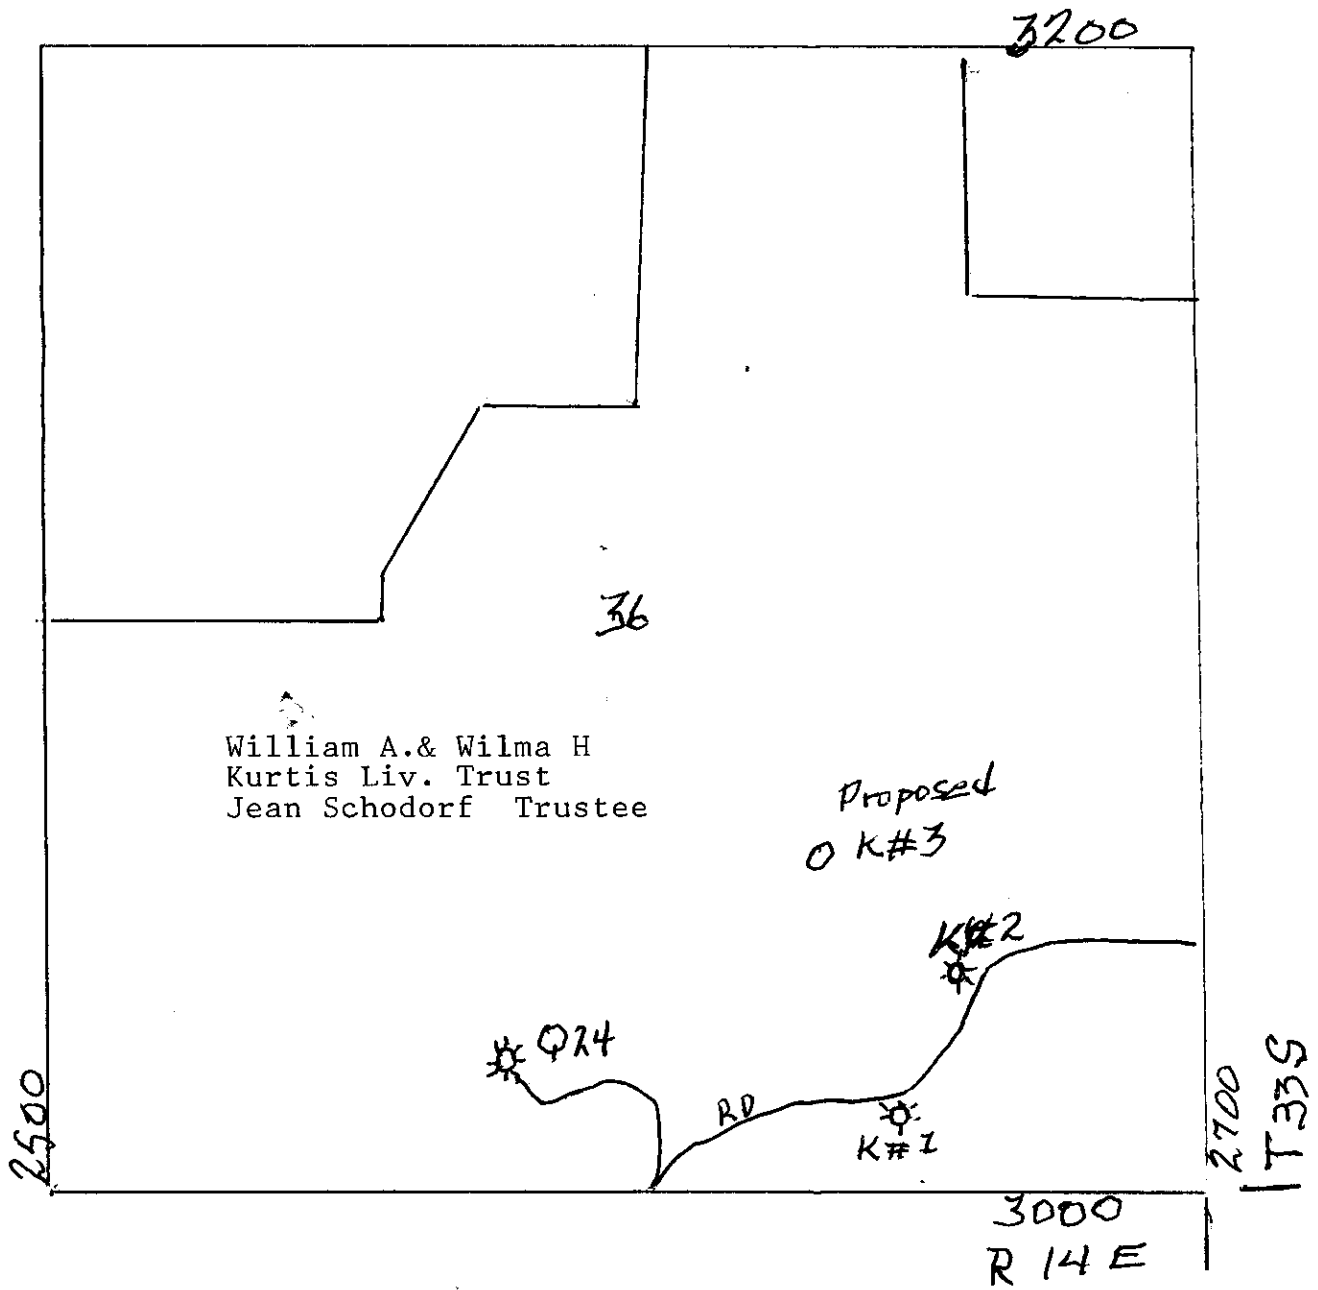 3200
36
William A.& Wilma H
Kurtis Liv. Trust
Jean Schodorf Trustee
Proposed
K#3
K#2
Q24
RD
K#1
2500
2700
T33S
3000
R 14 E